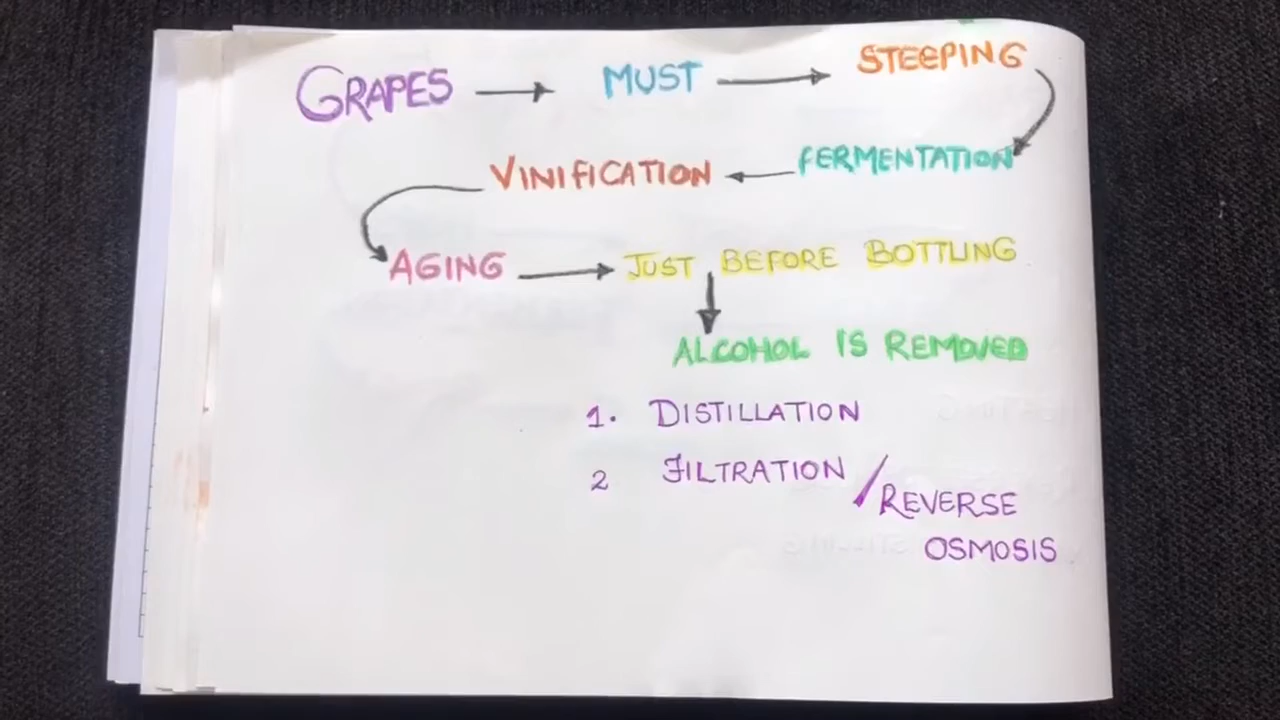 GRAPES → MUST → STEEPING
VINIFICATION ← FERMENTATION
AGING → JUST BEFORE BOTTLING
ALCOHOL IS REMOVED
1. DISTILLATION
2 FILTRATION / REVERSE
OSMOSIS